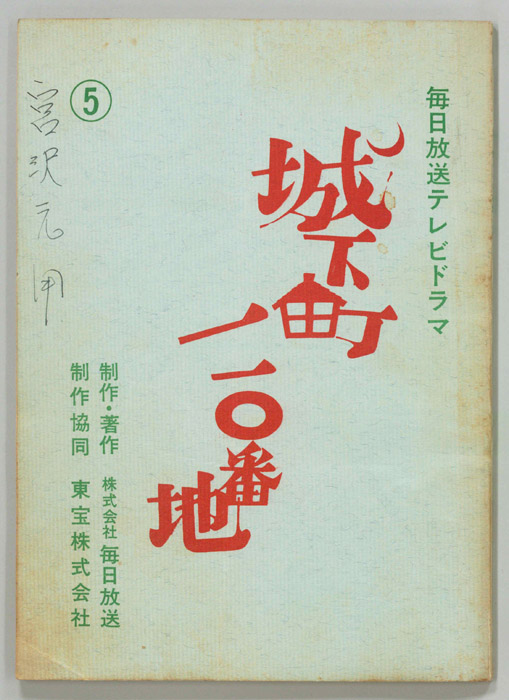 毎日放送テレビドラマ
城下町
一一〇番地
⑤
宮沢元
制作・著作 株式会社 毎日放送
制作協同 東宝株式会社